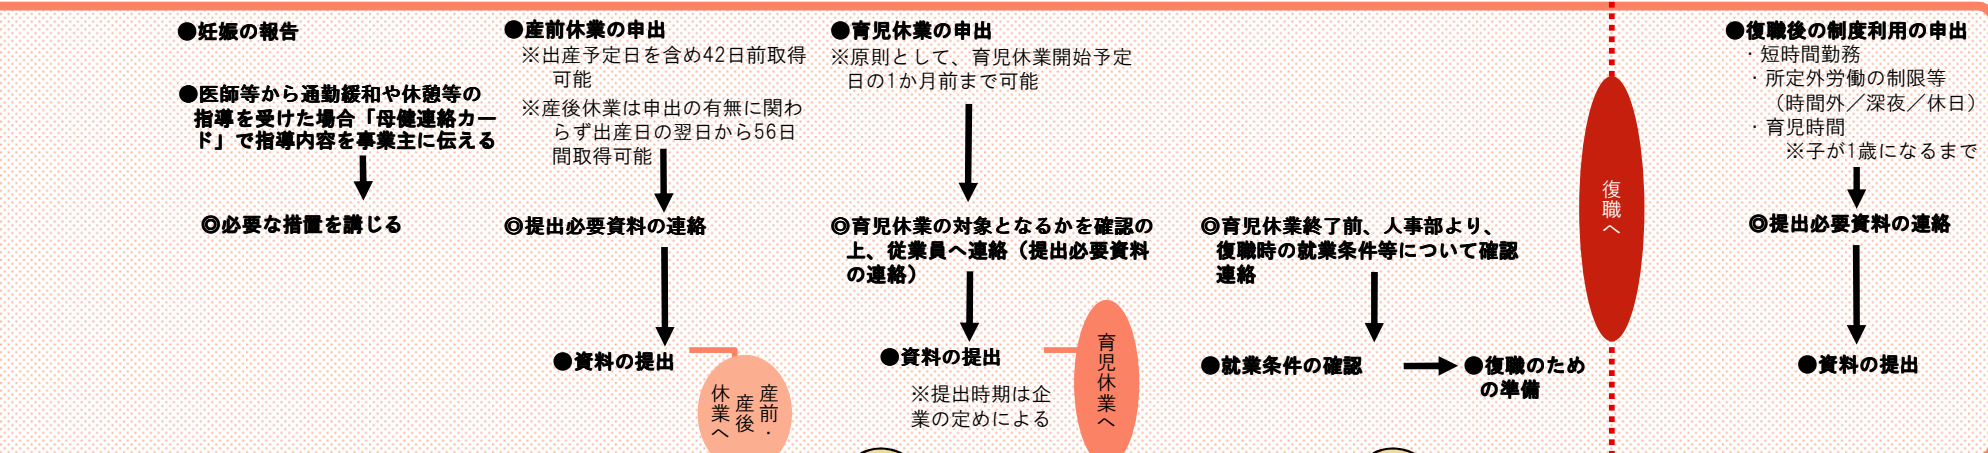 ●妊娠の報告
●医師等から通勤緩和や休憩等の
指導を受けた場合「母健連絡カー
ド」で指導内容を事業主に伝える
◎必要な措置を講じる
●産前休業の申出
※出産予定日を含め42日前取得
可能
※産後休業は申出の有無に関わ
らず出産日の翌日から56日
間取得可能
◎提出必要資料の連絡
●資料の提出
産前・
産後
休業へ
●育児休業の申出
※原則として、育児休業開始予定
日の1か月前まで可能
◎育児休業の対象となるかを確認の
上、従業員へ連絡（提出必要資料
の連絡）
●資料の提出
※提出時期は企
業の定めによる
育児休業へ
◎育児休業終了前、人事部より、
復職時の就業条件等について確認
連絡
●就業条件の確認
●復職のため
の準備
復職へ
●復職後の制度利用の申出
・短時間勤務
・所定外労働の制限等
（時間外／深夜／休日）
・育児時間
※子が1歳になるまで
◎提出必要資料の連絡
●資料の提出